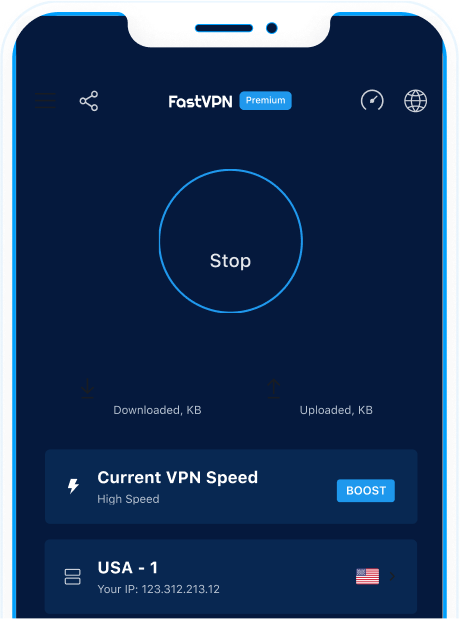 FastVPN Premium
Stop
Downloaded, KB Uploaded, KB
Current VPN Speed
High Speed
BOOST
USA - 1
Your IP: 123.312.213.12